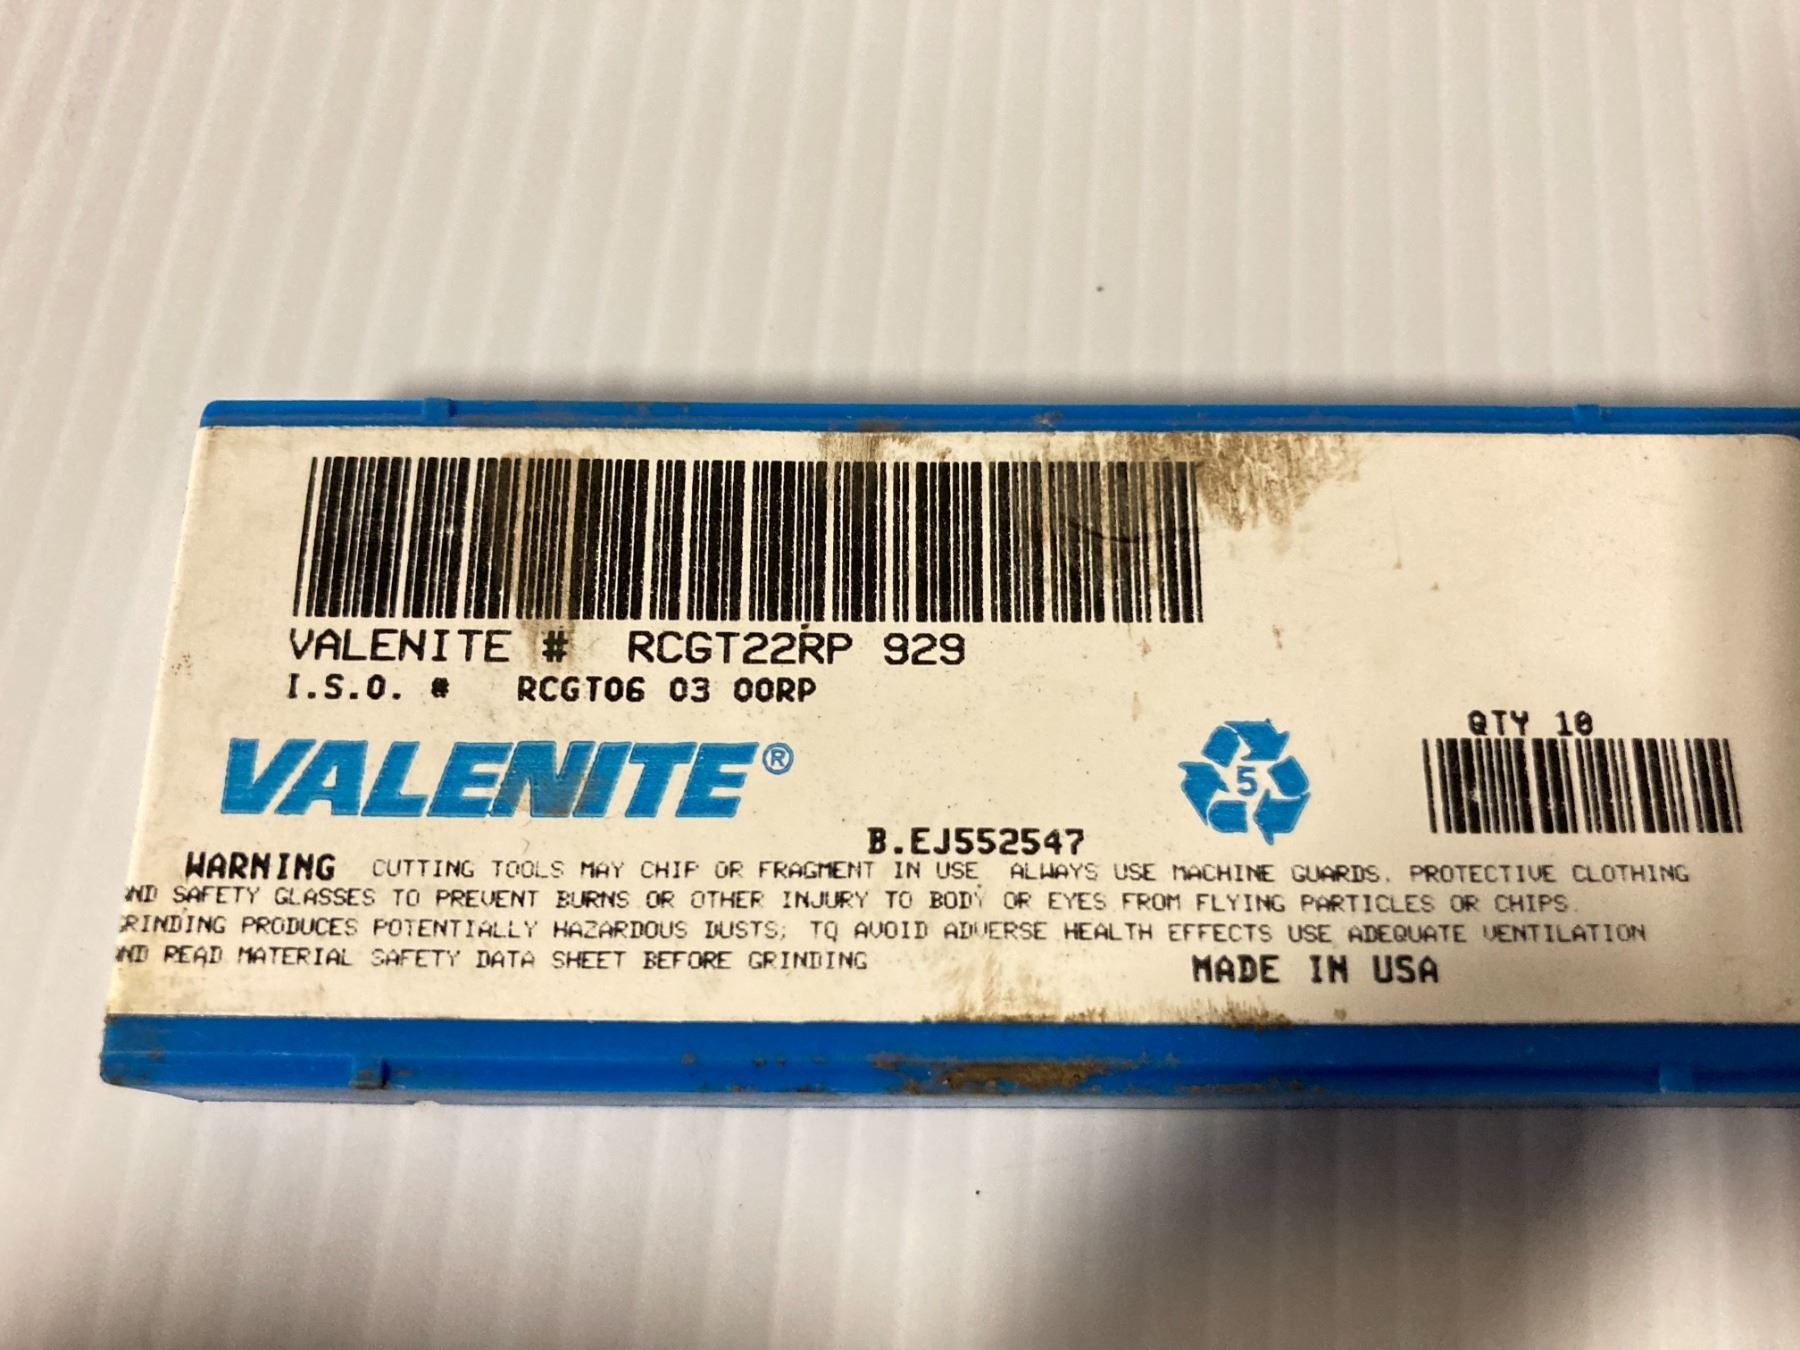 VALENITE # RCGT22RP 929
I.S.O. # RCGT06 03 00RP
QTY 10
VALENITE®
5
B.EJ552547
WARNING CUTTING TOOLS MAY CHIP OR FRAGMENT IN USE ALWAYS USE MACHINE GUARDS. PROTECTIVE CLOTHING
AND SAFETY GLASSES TO PREVENT BURNS OR OTHER INJURY TO BODY OR EYES FROM FLYING PARTICLES OR CHIPS.
GRINDING PRODUCES POTENTIALLY HAZARDOUS DUSTS; TO AVOID ADVERSE HEALTH EFFECTS USE ADEQUATE VENTILATION
AND READ MATERIAL SAFETY DATA SHEET BEFORE GRINDING
MADE IN USA